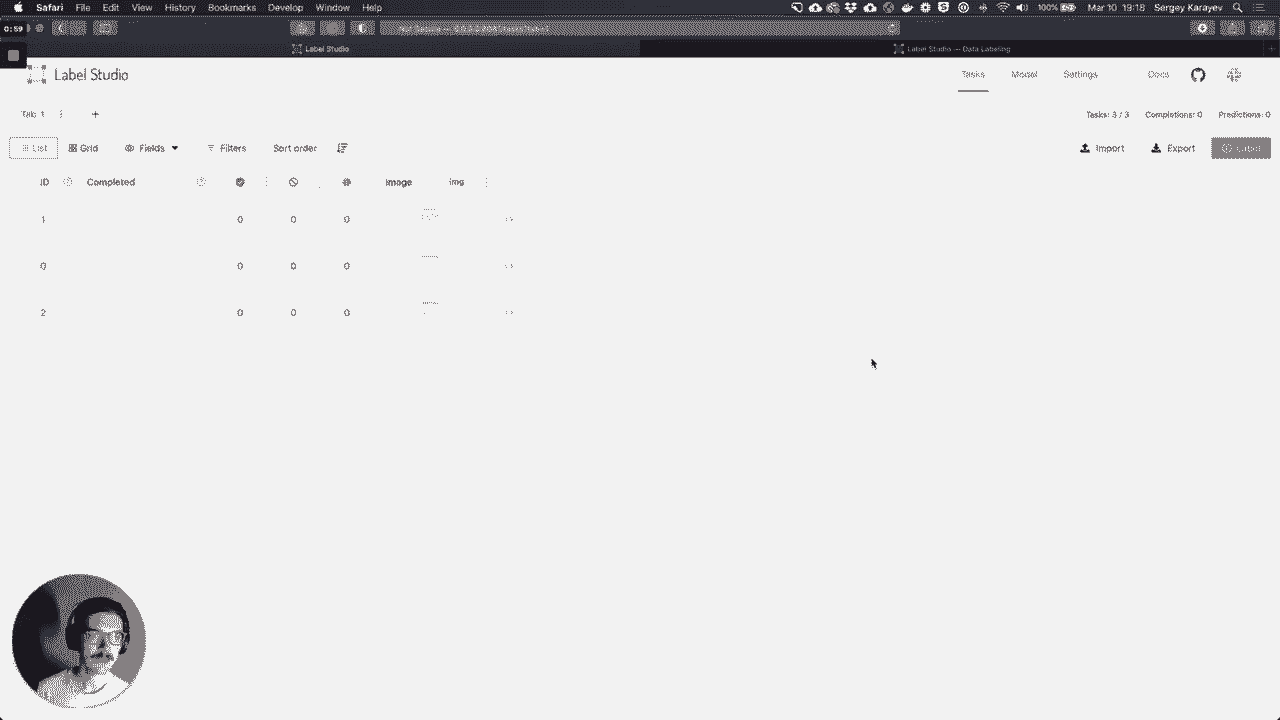 Safari File Edit View History Bookmarks Develop Window Help 100% Mar 10 19:18 Sergey Karayev
0:59
Label Studio Label Studio — Data Labeling
Label Studio Tasks Model Settings Docs
Tab 1 + Tasks: 3 / 3 Completions: 0 Predictions: 0
List Grid Fields Filters Sort order Import Export Label
ID Completed image img
1 0 0 0
0 0 0 0
2 0 0 0